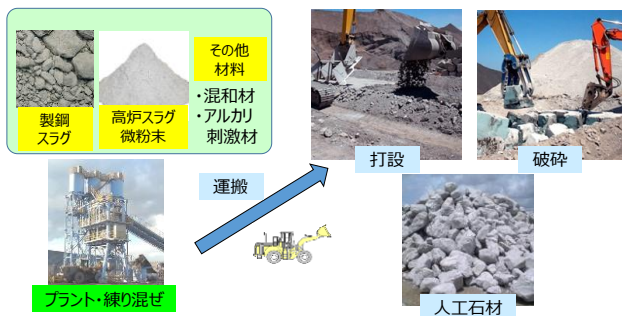 製鋼
スラグ
高炉スラグ
微粉末
その他
材料
・混和材
・アルカリ
刺激材
プラント・練り混ぜ
運搬
打設
破砕
人工石材